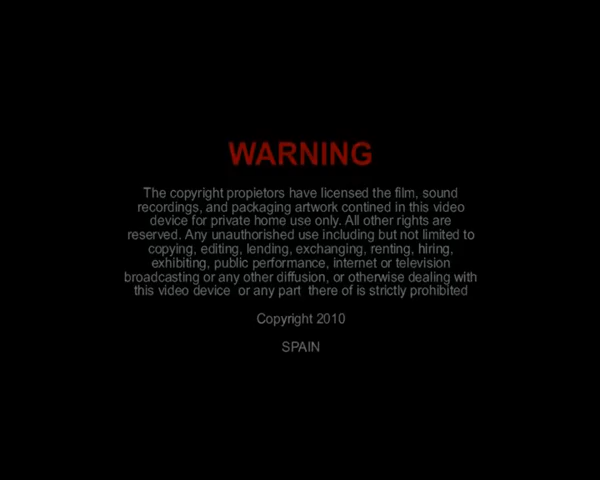 WARNING
The copyright propietors have licensed the film, sound
recordings, and packaging artwork contined in this video
device for private home use only. All other rights are
reserved. Any unauthorished use including but not limited to
copying, editing, lending, exchanging, renting, hiring,
exhibiting, public performance, internet or television
broadcasting or any other diffusion, or otherwise dealing with
this video device or any part there of is strictly prohibited
Copyright 2010
SPAIN